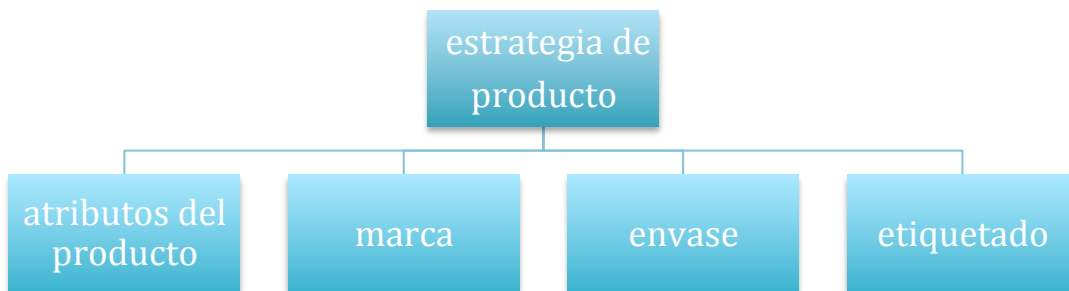 estrategia de
producto
atributos del
producto
marca
envase
etiquetado